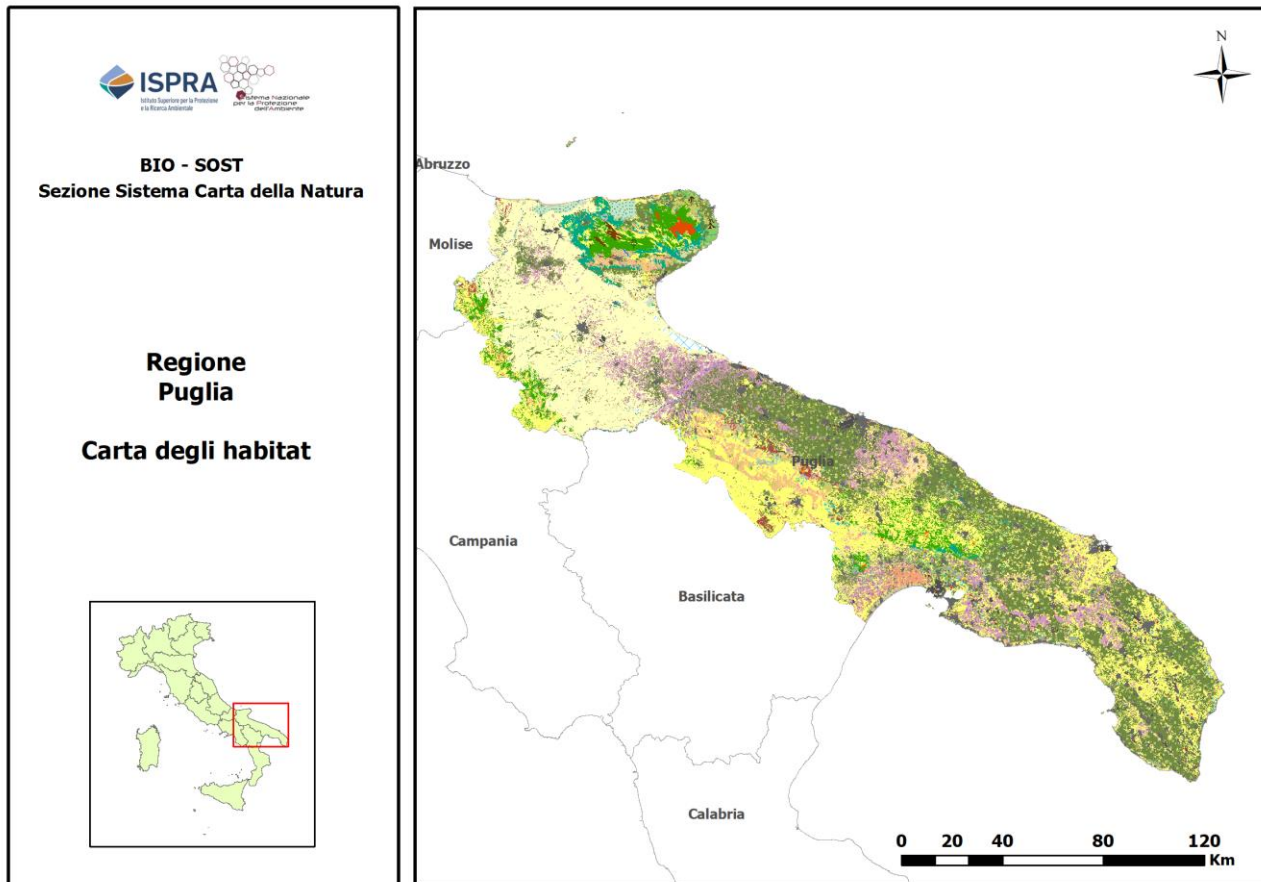 ISPRA
Istituto Superiore per la Protezione
e la Ricerca Ambientale
Sistema Nazionale
per la Protezione
dell'Ambiente
BIO - SOST
Sezione Sistema Carta della Natura
Regione
Puglia
Carta degli habitat
N
Abruzzo
Molise
Puglia
Campania
Basilicata
Calabria
0 20 40 80 120
Km